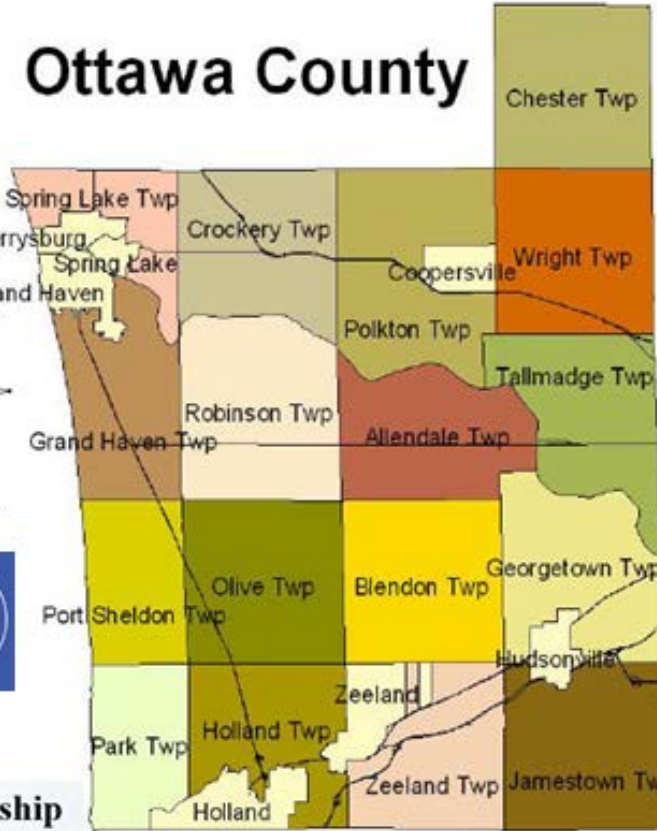 Ottawa County
Chester Twp
Spring Lake Twp
Crockery Twp
rrysburg
Wright Twp
Spring Lake
Coopersville
and Haven
Polkton Twp
Tallmadge Twp
Robinson Twp
Allendale Twp
Grand Haven Twp
Georgetown Twp
Olive Twp
Blendon Twp
Port Sheldon Twp
Hudsonville
Zeeland
Holland Twp
Park Twp
Zeeland Twp
Jamestown Tw
ship
Holland